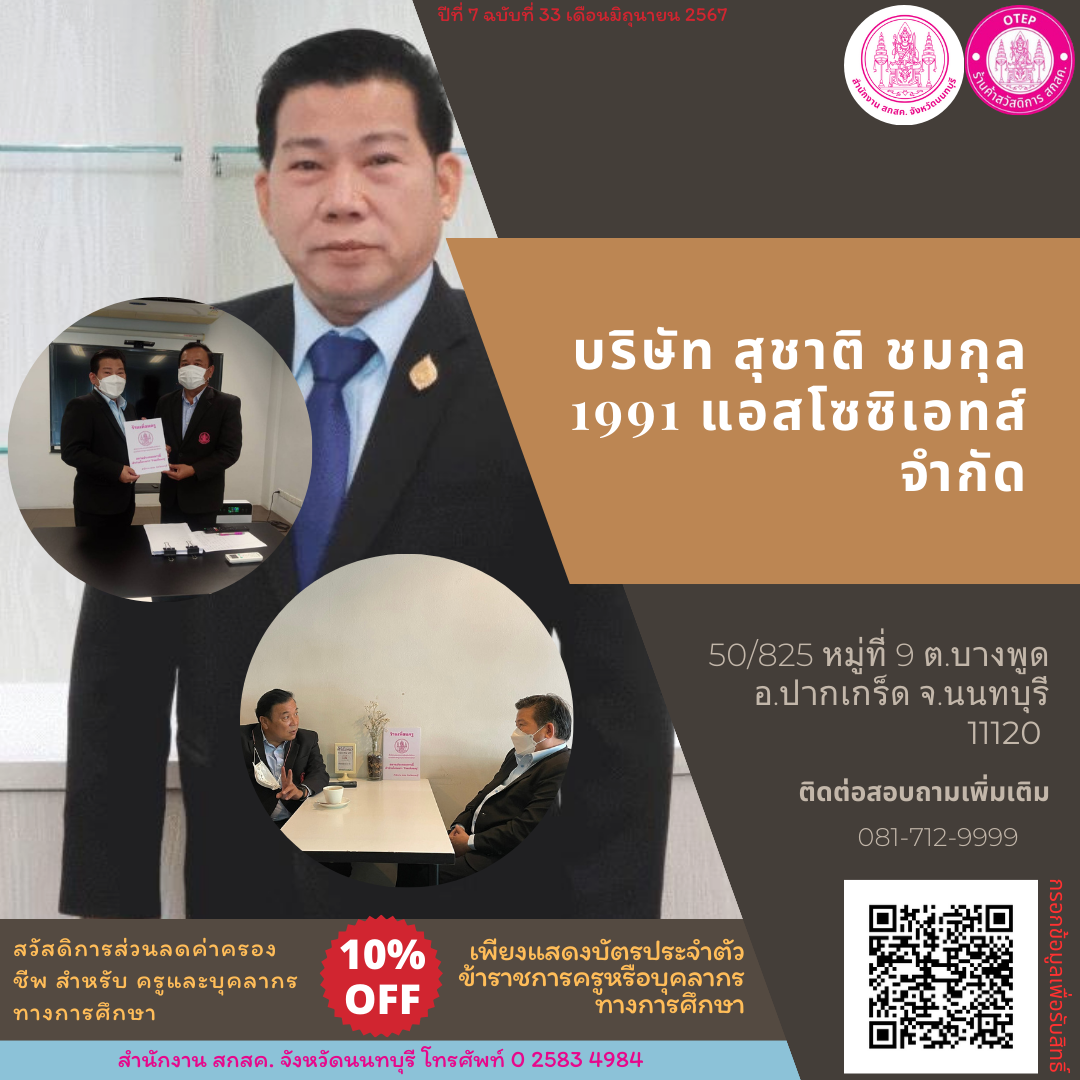 ปีที่ 7 ฉบับที่ 33 เดือนมิถุนายน 2567
สำนักงาน สกสค. จังหวัดนนทบุรี
OTEP
ร้านค้าสวัสดิการ สกสค.
บริษัท สุชาติ ชมกุล
1991 แอสโซซิเอทส์
จำกัด
50/825 หมู่ที่ 9 ต.บางพูด
อ.ปากเกร็ด จ.นนทบุรี
11120
ติดต่อสอบถามเพิ่มเติม
081-712-9999
กรอกข้อมูลเพื่อรับสิทธิ์
สวัสดิการส่วนลดค่าครอง
ชีพ สำหรับ ครูและบุคลากร
ทางการศึกษา
10%
OFF
เพียงแสดงบัตรประจำตัว
ข้าราชการครูหรือบุคลากร
ทางการศึกษา
สำนักงาน สกสค. จังหวัดนนทบุรี โทรศัพท์ 0 2583 4984